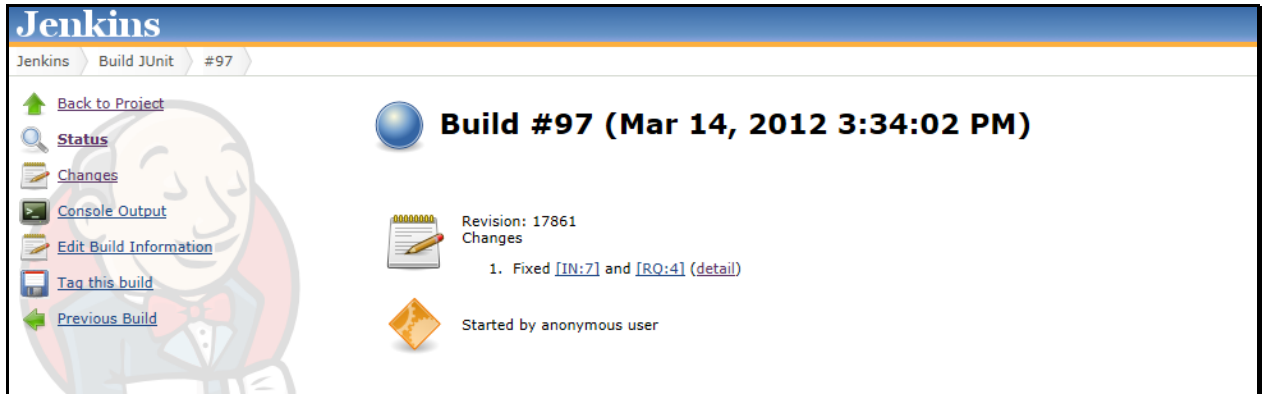 Jenkins
Jenkins Build JUnit #97
Back to Project
Status
Changes
Console Output
Edit Build Information
Tag this build
Previous Build
Build #97 (Mar 14, 2012 3:34:02 PM)
Revision: 17861
Changes
1. Fixed [IN:7] and [RQ:4] (detail)
Started by anonymous user